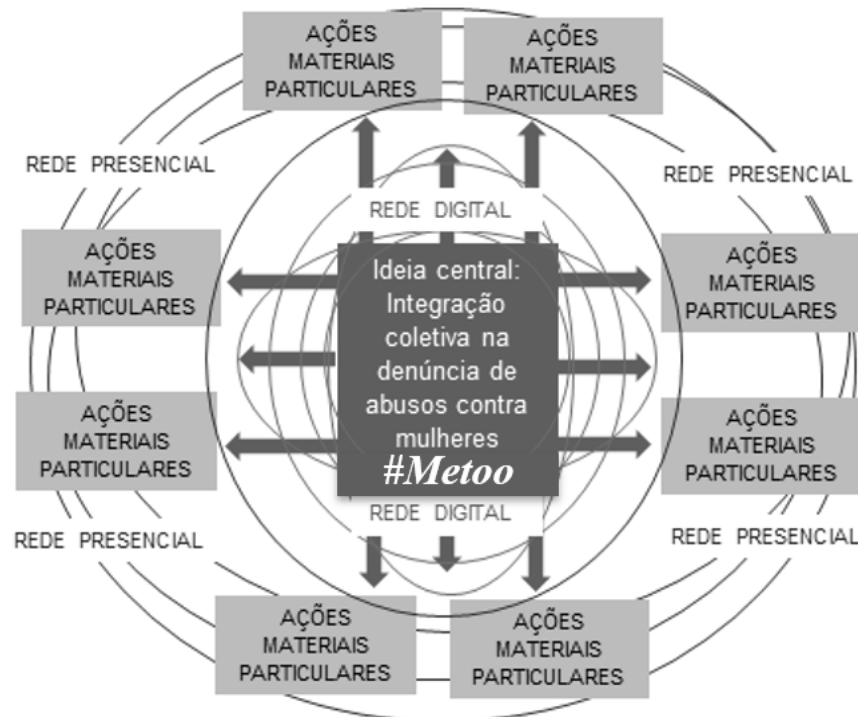 AÇÕES
MATERIAIS
PARTICULARES
AÇÕES
MATERIAIS
PARTICULARES
REDE PRESENCIAL
REDE PRESENCIAL
REDE DIGITAL
AÇÕES
MATERIAIS
PARTICULARES
Ideia central:
Integração
coletiva na
denúncia de
abusos contra
mulheres
#Metoo
AÇÕES
MATERIAIS
PARTICULARES
AÇÕES
MATERIAIS
PARTICULARES
AÇÕES
MATERIAIS
PARTICULARES
REDE DIGITAL
REDE PRESENCIAL
REDE PRESENCIAL
AÇÕES
MATERIAIS
PARTICULARES
AÇÕES
MATERIAIS
PARTICULARES